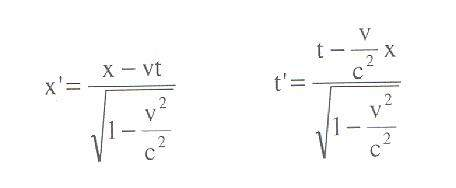 x' = (x − vt) / √(1 − v²/c²)
t' = (t − (v/c²) x) / √(1 − v²/c²)